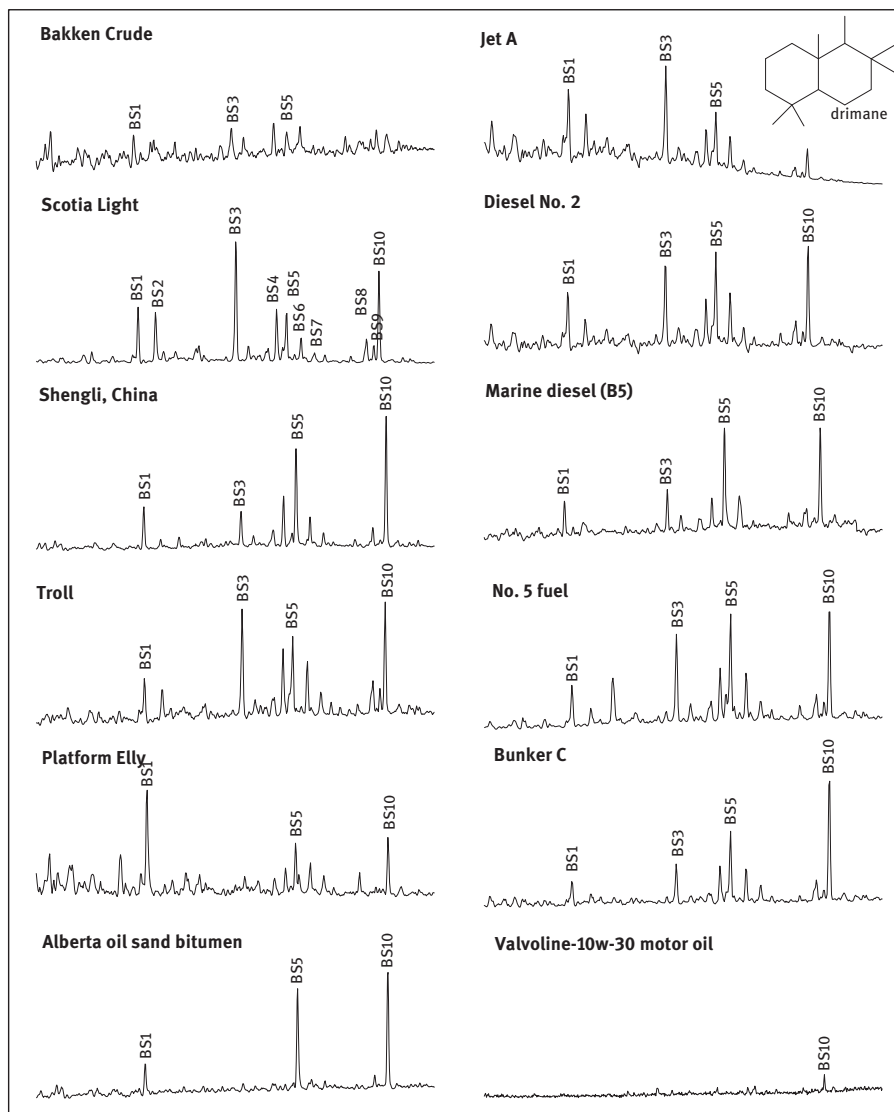 Bakken Crude
BS1
BS3
BS5
Scotia Light
BS1
BS2
BS3
BS4
BS5
BS6
BS7
BS8
BS9
BS10
Shengli, China
BS1
BS3
BS5
BS10
Troll
BS1
BS3
BS5
BS10
Platform Elly
BS1
BS5
BS10
Alberta oil sand bitumen
BS1
BS5
BS10
Jet A
BS1
BS3
BS5
drimane
Diesel No. 2
BS1
BS3
BS5
BS10
Marine diesel (B5)
BS1
BS3
BS5
BS10
No. 5 fuel
BS1
BS3
BS5
BS10
Bunker C
BS1
BS3
BS5
BS10
Valvoline-10w-30 motor oil
BS10